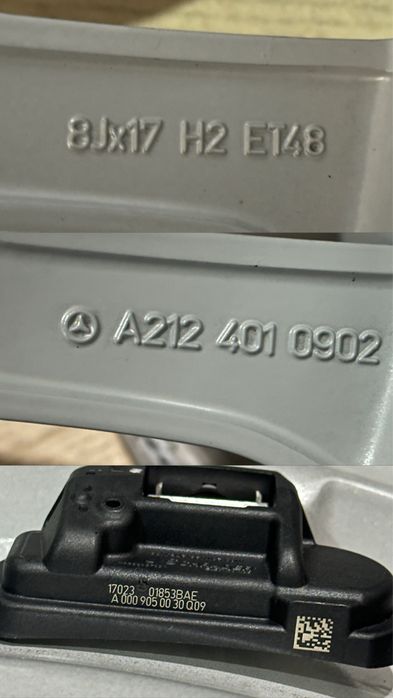 8Jx17 H2 ET48
A212 401 0902
17023 01853BAE
A 000 905 00 30 Q09